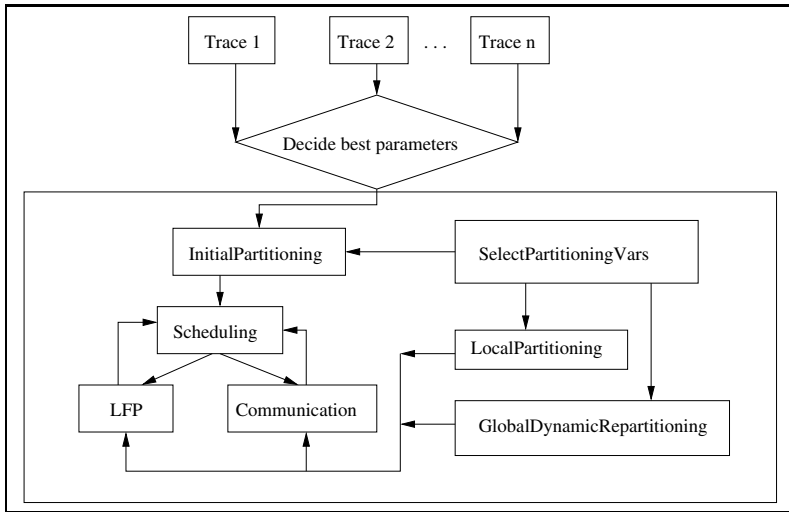 Trace 1
Trace 2
. . .
Trace n
Decide best parameters
InitialPartitioning
SelectPartitioningVars
Scheduling
LocalPartitioning
LFP
Communication
GlobalDynamicRepartitioning